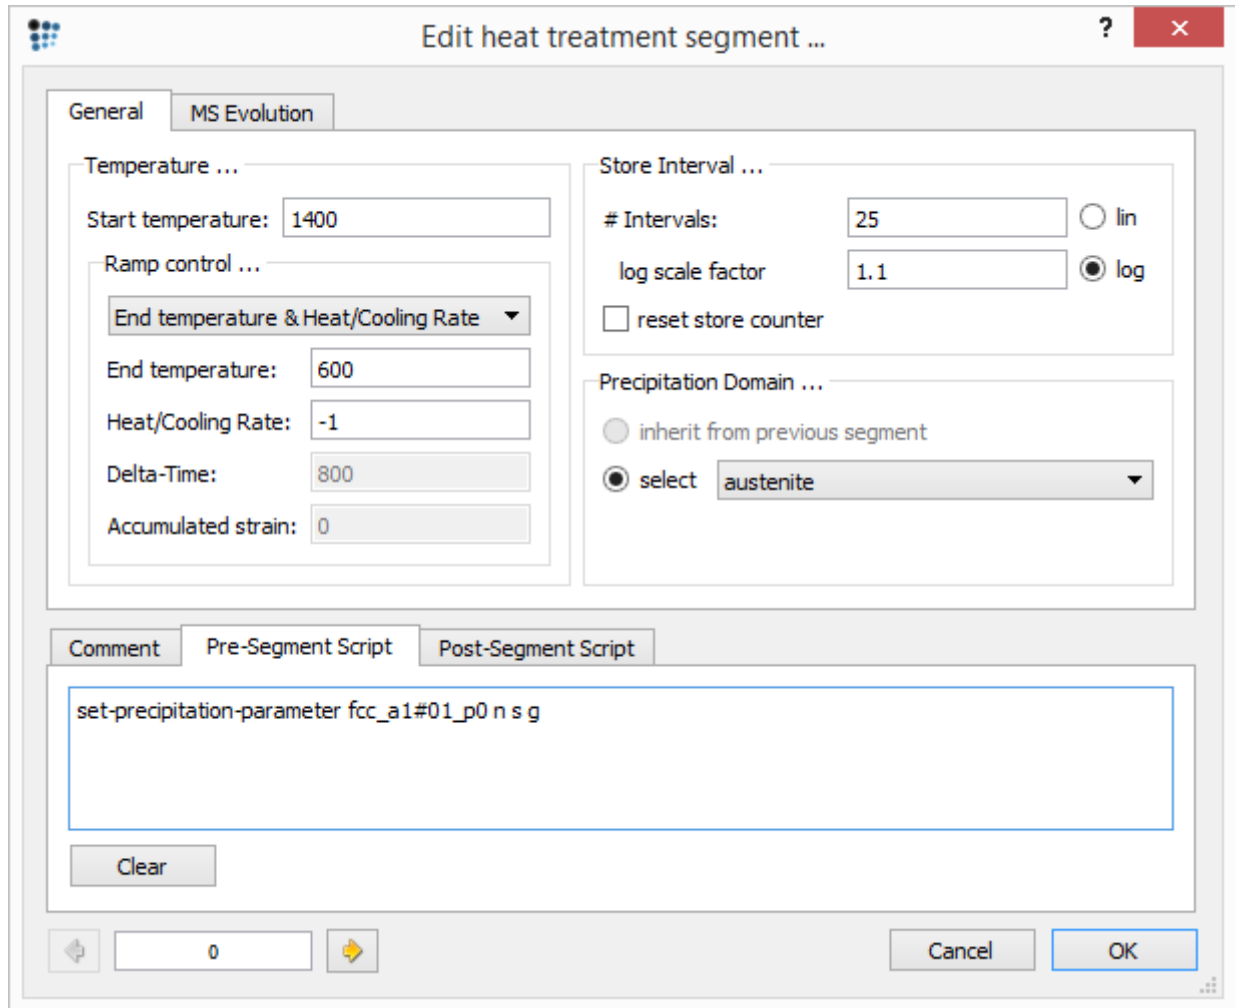 Edit heat treatment segment ...
?
General
MS Evolution
Temperature ...
Start temperature: 1400
Ramp control ...
End temperature & Heat/Cooling Rate
End temperature: 600
Heat/Cooling Rate: -1
Delta-Time: 800
Accumulated strain: 0
Store Interval ...
# Intervals: 25 lin
log scale factor 1.1 log
reset store counter
Precipitation Domain ...
inherit from previous segment
select austenite
Comment
Pre-Segment Script
Post-Segment Script
set-precipitation-parameter fcc_a1#01_p0 n s g
Clear
0
Cancel
OK